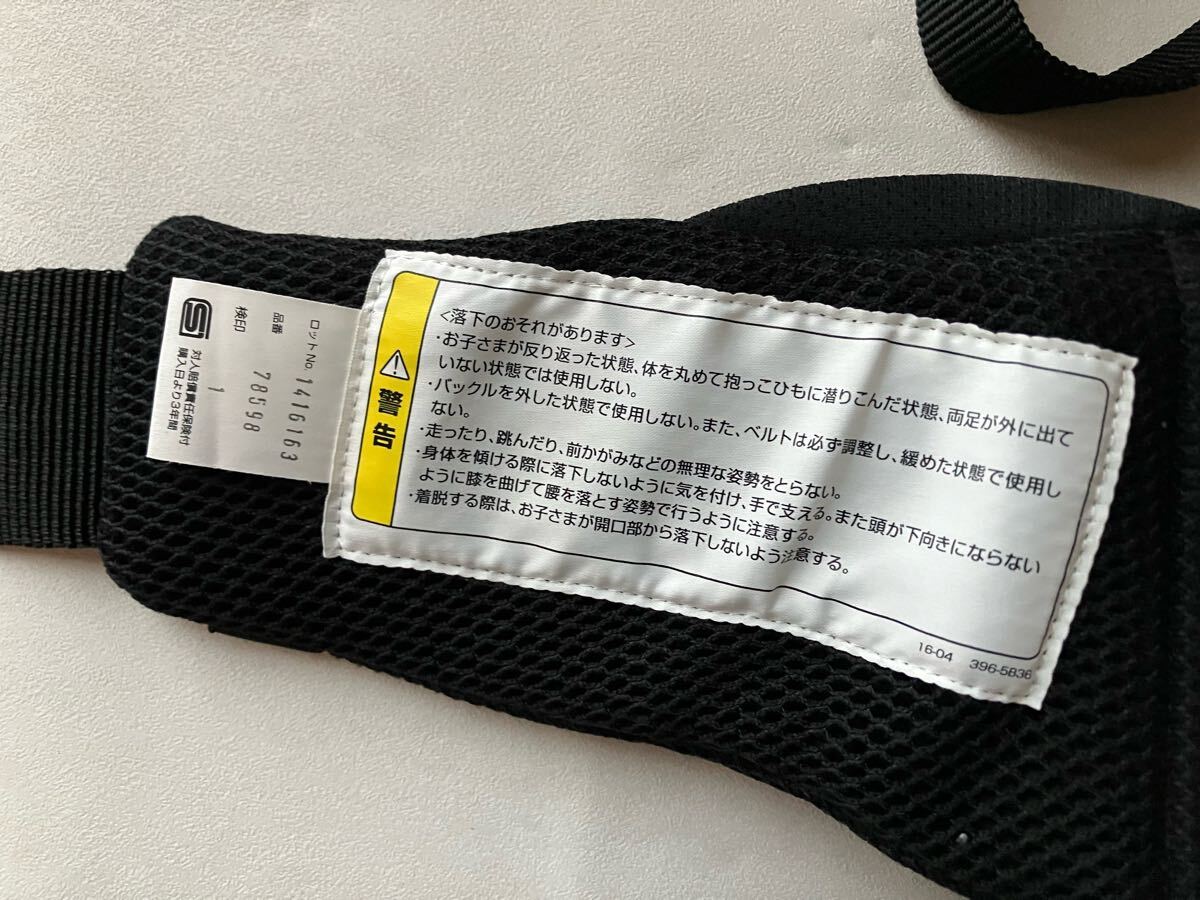 警告
<落下のおそれがあります>
・お子さまが反り返った状態、体を丸めて抱っこひもに潜りこんだ状態、両足が外に出て
いない状態では使用しない。
・バックルを外した状態で使用しない。また、ベルトは必ず調整し、緩めた状態で使用し
ない。
・走ったり、跳んだり、前かがみなどの無理な姿勢をとらない。
・身体を傾ける際に落下しないように気を付け、手で支える。また頭が下向きにならない
ように膝を曲げて腰を落とす姿勢で行うように注意する。
・着脱する際は、お子さまが開口部から落下しないよう注意する。
16-04 396-5B36
ロットNo. 1416163
品番 78598
検印 1
S
対人賠償責任保険付
購入日より3年間